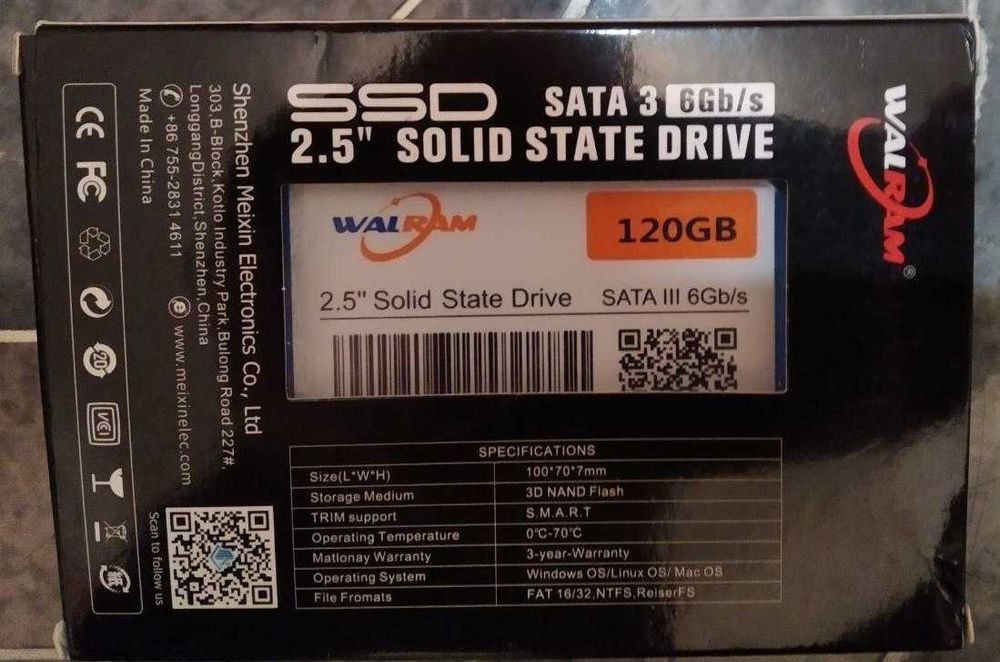 SSD SATA 3 6Gb/s
2.5" SOLID STATE DRIVE
WALRAM®
WALRAM
120GB
2.5" Solid State Drive SATA III 6Gb/s
SPECIFICATIONS
Size(L*W*H) 100*70*7mm
Storage Medium 3D NAND Flash
TRIM support S.M.A.R.T
Operating Temperature 0℃-70℃
Mationay Warranty 3-year-Warranty
Operating System Windows OS/Linux OS/ Mac OS
File Fromats FAT 16/32,NTFS,ReiserFS
Shenzhen Meixin Electronics Co., Ltd
303,B-Block,Kotlo Industry Park,Bulong Road 227#,
LonggangDistrict,Shenzhen,China
+86 755-2831 4611 www.meixinelec.com
Made In China
Scan to follow us
CE
FC
20